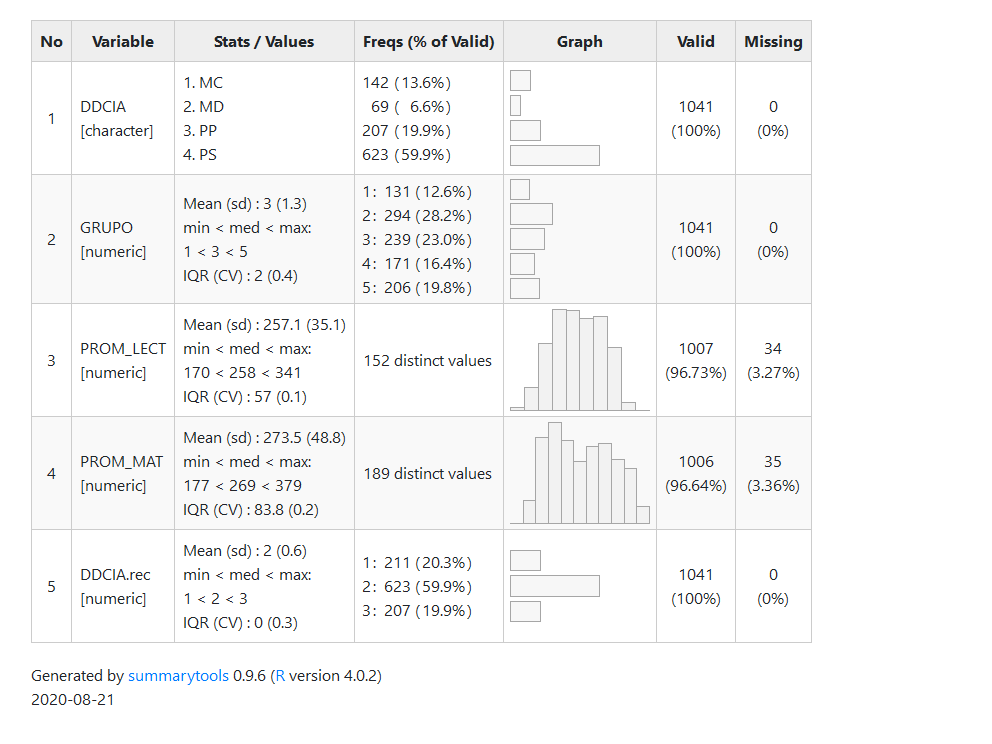 No Variable Stats / Values Freqs (% of Valid) Graph Valid Missing
1 DDCIA [character] 1. MC 2. MD 3. PP 4. PS 142 (13.6%) 69 ( 6.6%) 207 (19.9%) 623 (59.9%) 1041 (100%) 0 (0%)
2 GRUPO [numeric] Mean (sd) : 3 (1.3) min < med < max: 1 < 3 < 5 IQR (CV) : 2 (0.4) 1: 131 (12.6%) 2: 294 (28.2%) 3: 239 (23.0%) 4: 171 (16.4%) 5: 206 (19.8%) 1041 (100%) 0 (0%)
3 PROM_LECT [numeric] Mean (sd) : 257.1 (35.1) min < med < max: 170 < 258 < 341 IQR (CV) : 57 (0.1) 152 distinct values 1007 (96.73%) 34 (3.27%)
4 PROM_MAT [numeric] Mean (sd) : 273.5 (48.8) min < med < max: 177 < 269 < 379 IQR (CV) : 83.8 (0.2) 189 distinct values 1006 (96.64%) 35 (3.36%)
5 DDCIA.rec [numeric] Mean (sd) : 2 (0.6) min < med < max: 1 < 2 < 3 IQR (CV) : 0 (0.3) 1: 211 (20.3%) 2: 623 (59.9%) 3: 207 (19.9%) 1041 (100%) 0 (0%)
Generated by summarytools 0.9.6 (R version 4.0.2)
2020-08-21